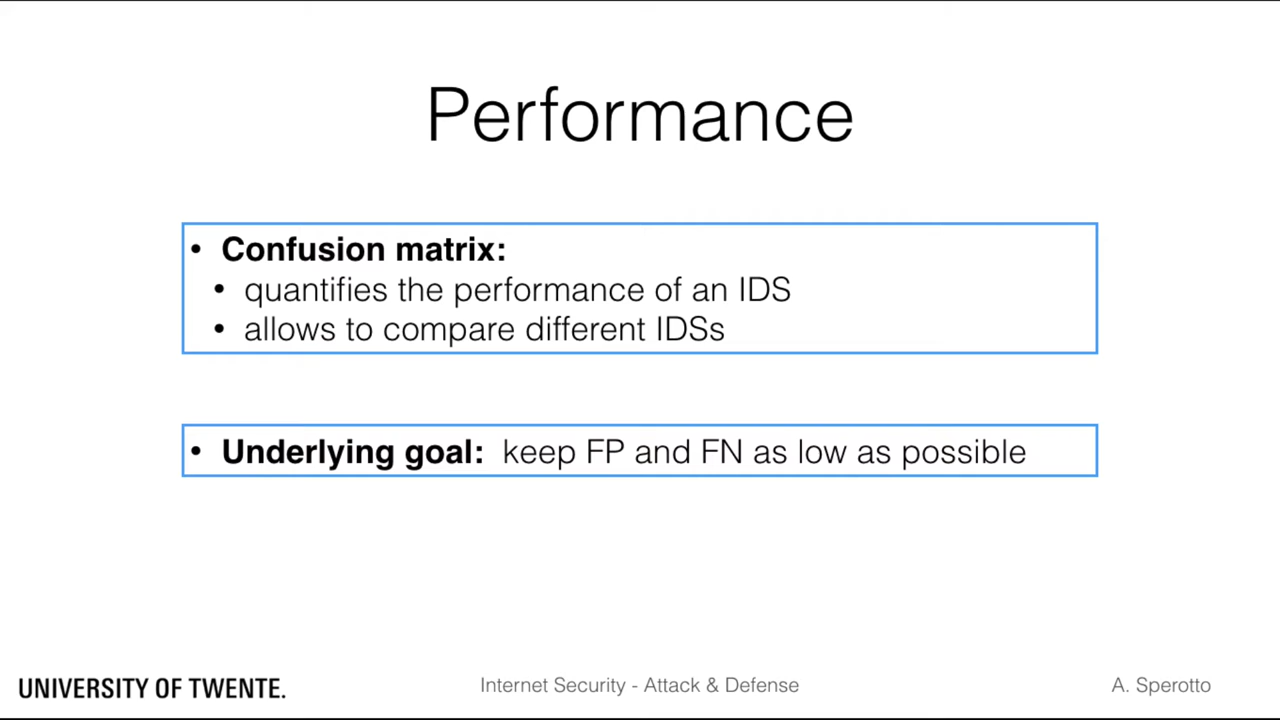 Performance
• Confusion matrix:
• quantifies the performance of an IDS
• allows to compare different IDSs
• Underlying goal: keep FP and FN as low as possible
UNIVERSITY OF TWENTE.
Internet Security - Attack & Defense
A. Sperotto